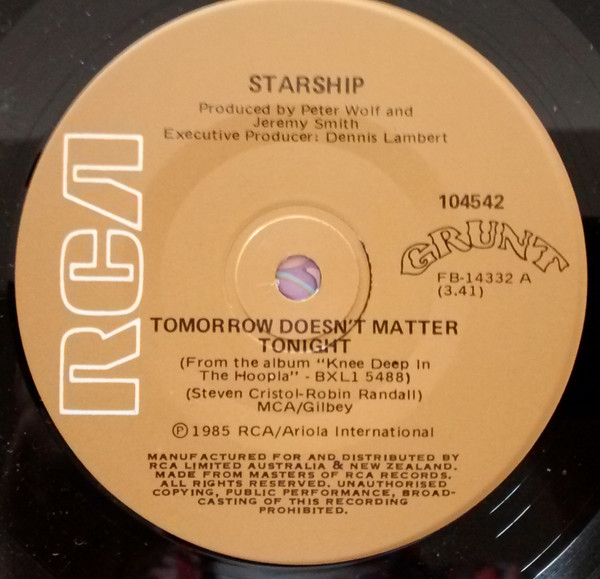 STARSHIP
Produced by Peter Wolf and
Jeremy Smith
Executive Producer: Dennis Lambert
RCA
104542
GRUNT
FB-14332 A
(3.41)
TOMORROW DOESN'T MATTER
TONIGHT
(From the album "Knee Deep In
The Hoopla" - BXL1 5488)
(Steven Cristol-Robin Randall)
MCA/Gilbey
Ⓟ 1985 RCA/Ariola International
MANUFACTURED FOR AND DISTRIBUTED BY
RCA LIMITED AUSTRALIA & NEW ZEALAND.
MADE FROM MASTERS OF RCA RECORDS.
ALL RIGHTS RESERVED. UNAUTHORISED
COPYING, PUBLIC PERFORMANCE, BROAD-
CASTING OF THIS RECORDING
PROHIBITED.